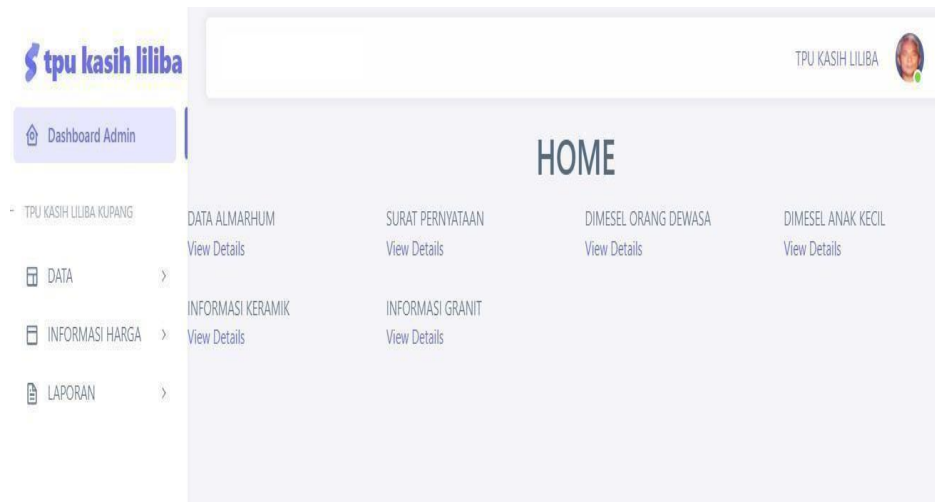 tpu kasih liliba
TPU KASIH LILIBA
Dashboard Admin
HOME
TPU KASIH LILIBA KUPANG
DATA
INFORMASI HARGA
LAPORAN
DATA ALMARHUM
View Details
SURAT PERNYATAAN
View Details
DIMESEL ORANG DEWASA
View Details
DIMESEL ANAK KECIL
View Details
INFORMASI KERAMIK
View Details
INFORMASI GRANIT
View Details